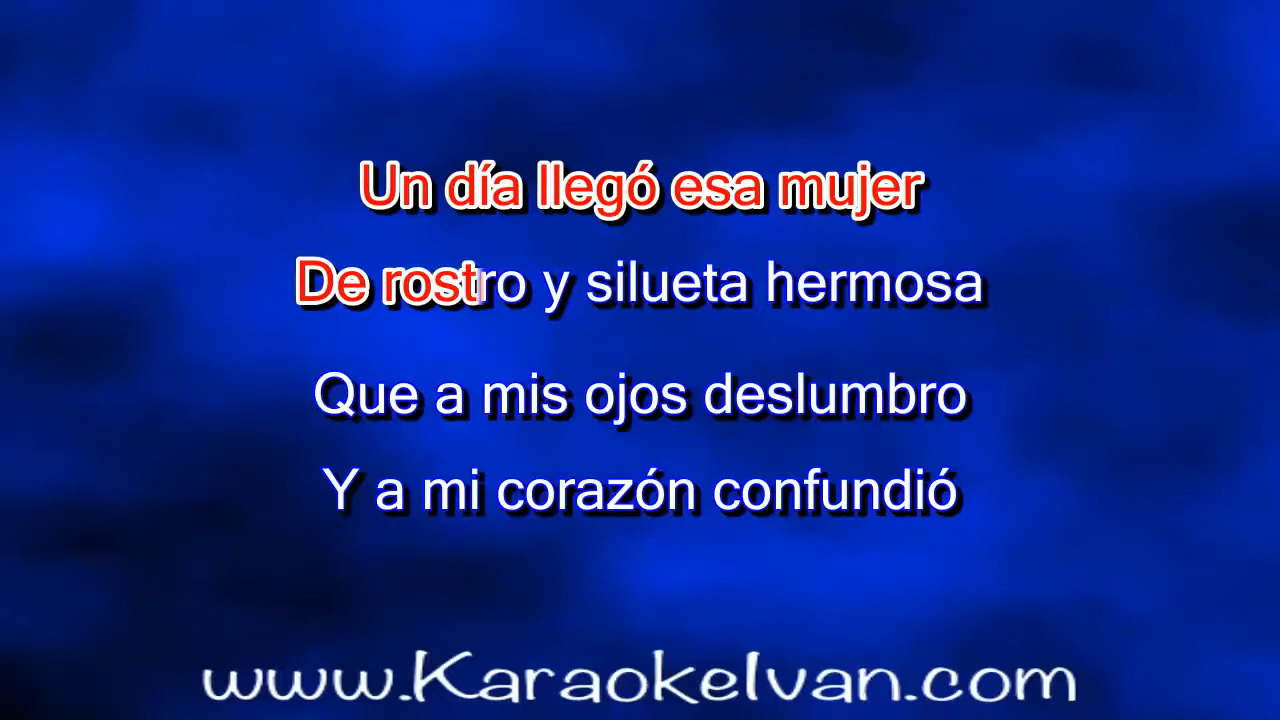 Un día llegó esa mujer
De rostro y silueta hermosa
Que a mis ojos deslumbro
Y a mi corazón confundió
www.KaraokeIvan.com